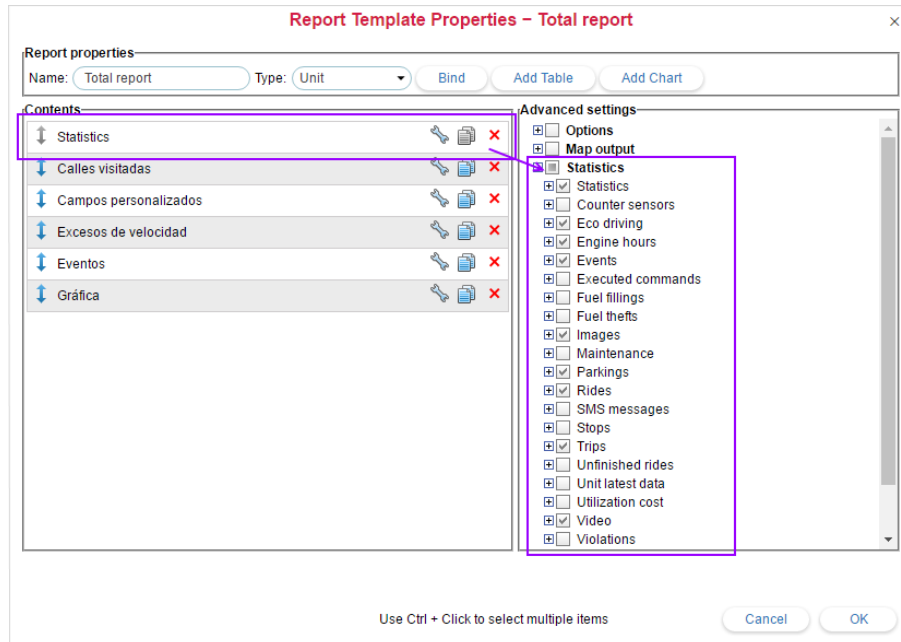 Report Template Properties – Total report
Report properties
Name: Total report Type: Unit Bind Add Table Add Chart
Contents
Statistics
Calles visitadas
Campos personalizados
Excesos de velocidad
Eventos
Gráfica
Advanced settings
Options
Map output
Statistics
Statistics
Counter sensors
Eco driving
Engine hours
Events
Executed commands
Fuel fillings
Fuel thefts
Images
Maintenance
Parkings
Rides
SMS messages
Stops
Trips
Unfinished rides
Unit latest data
Utilization cost
Video
Violations
Use Ctrl + Click to select multiple items Cancel OK